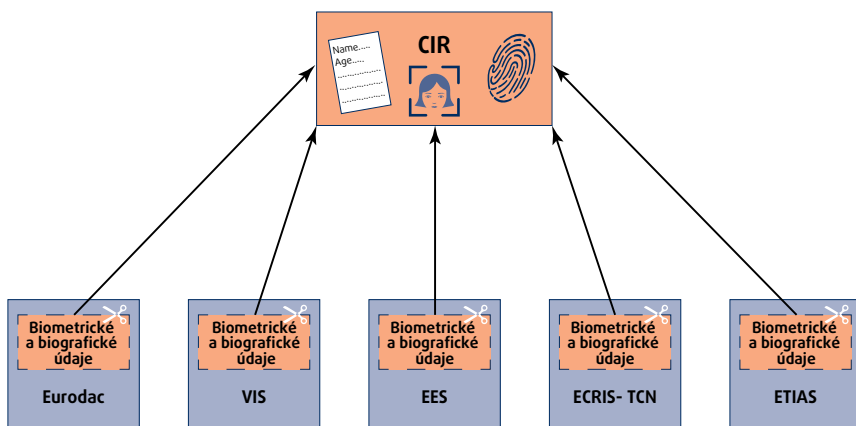 CIR
Name.....
Age.....
................
................
................
Biometrické
a biografické
údaje
Eurodac
Biometrické
a biografické
údaje
VIS
Biometrické
a biografické
údaje
EES
Biometrické
a biografické
údaje
ECRIS- TCN
Biometrické
a biografické
údaje
ETIAS